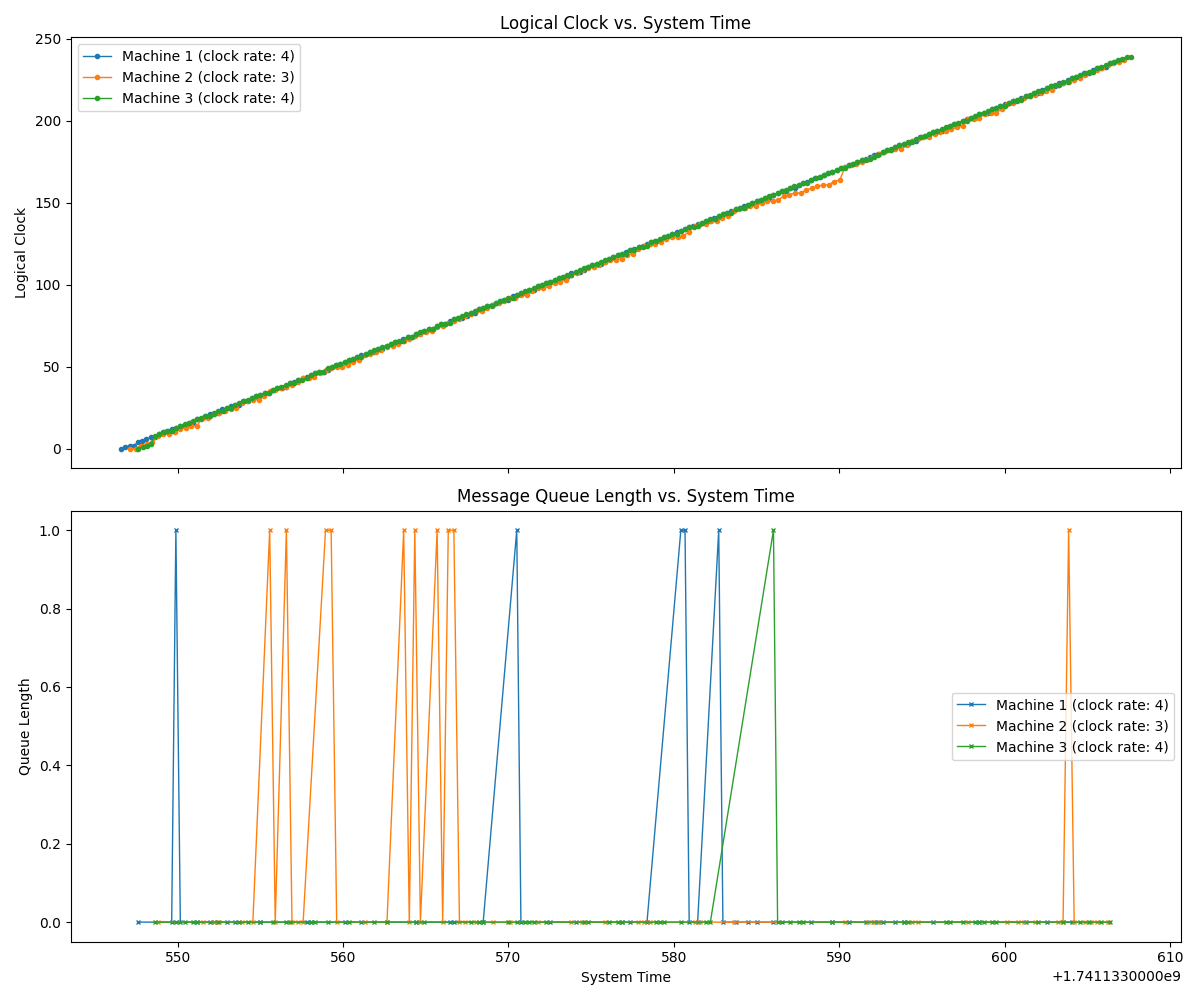 Logical Clock vs. System Time
Machine 1 (clock rate: 4)
Machine 2 (clock rate: 3)
Machine 3 (clock rate: 4)
Logical Clock
250
200
150
100
50
0
Message Queue Length vs. System Time
Machine 1 (clock rate: 4)
Machine 2 (clock rate: 3)
Machine 3 (clock rate: 4)
Queue Length
1.0
0.8
0.6
0.4
0.2
0.0
550 560 570 580 590 600 610
System Time
+1.7411330000e9